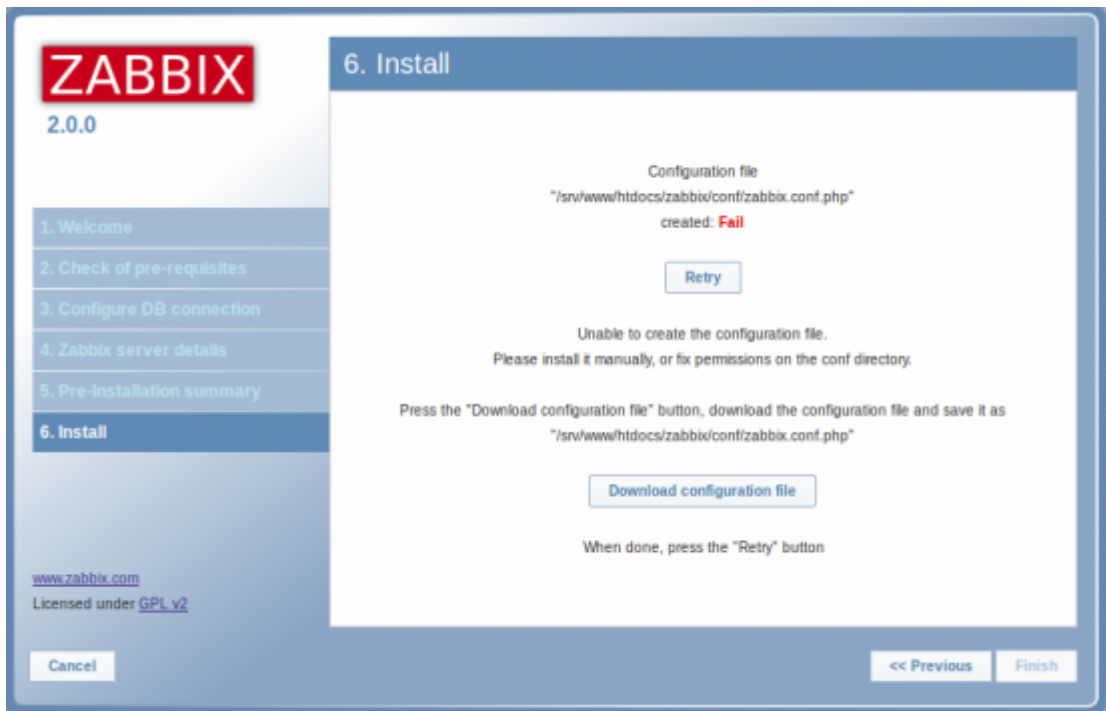 ZABBIX
2.0.0
1. Welcome
2. Check of pre-requisites
3. Configure DB connection
4. Zabbix server details
5. Pre-Installation summary
6. Install
www.zabbix.com
Licensed under GPL v2
6. Install
Configuration file
"/srv/www/htdocs/zabbix/conf/zabbix.conf.php"
created: Fail
Retry
Unable to create the configuration file.
Please install it manually, or fix permissions on the conf directory.
Press the "Download configuration file" button, download the configuration file and save it as
"/srv/www/htdocs/zabbix/conf/zabbix.conf.php"
Download configuration file
When done, press the "Retry" button
Cancel
<< Previous
Finish